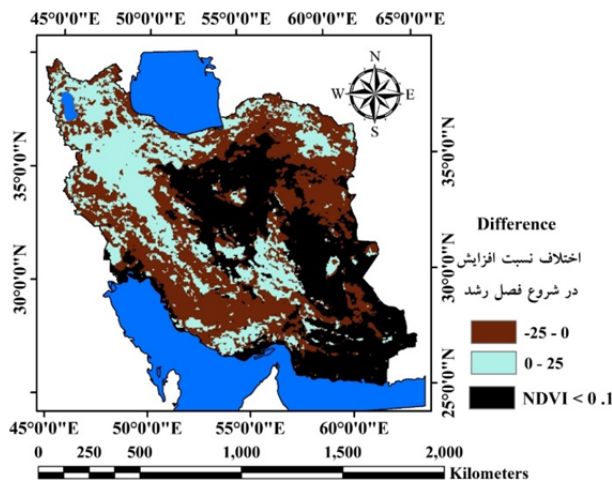 45°0'0"E 50°0'0"E 55°0'0"E 60°0'0"E 65°0'0"E
N
W E
S
35°0'0"N
30°0'0"N
25°0'0"N
35°0'0"N
30°0'0"N
25°0'0"N
Difference
اختلاف نسبت افزایش
در شروع فصل رشد
-25 - 0
0 - 25
NDVI < 0 .1
45°0'0"E 50°0'0"E 55°0'0"E 60°0'0"E
0 250 500 1,000 1,500 2,000
Kilometers